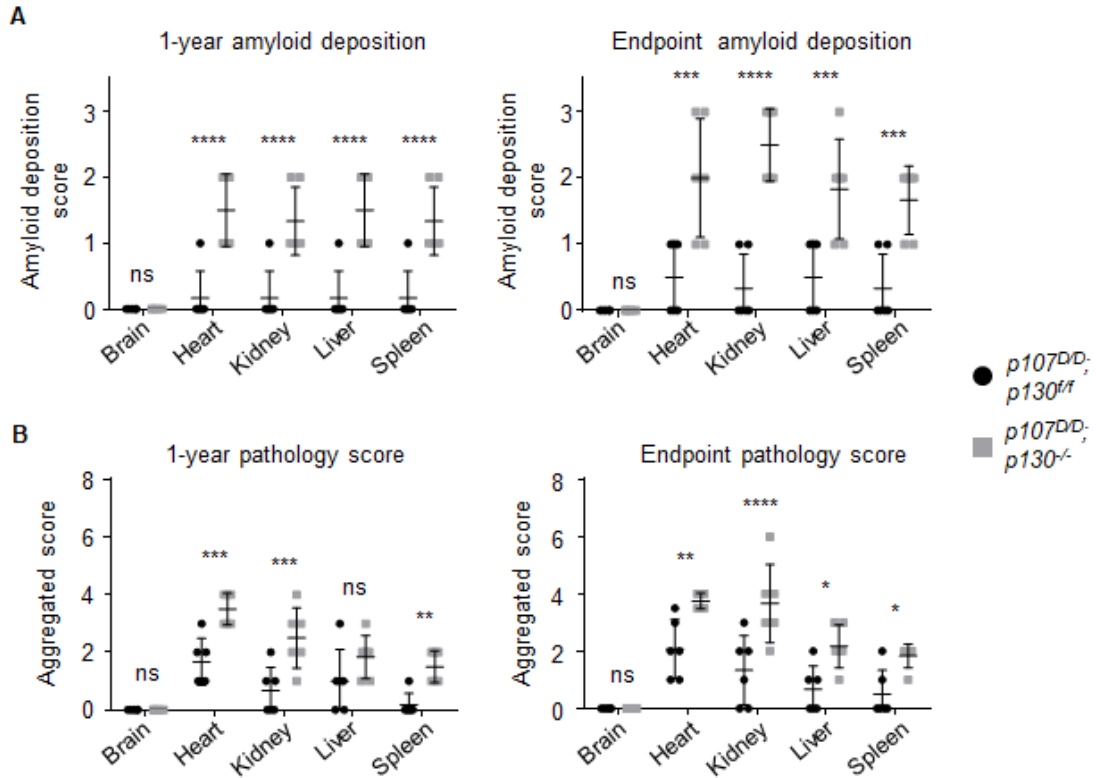 A
1-year amyloid deposition
Amyloid deposition
score
3
2
1
0
ns
****
****
****
****
Brain
Heart
Kidney
Liver
Spleen
Endpoint amyloid deposition
Amyloid deposition
score
3
2
1
0
ns
***
****
***
***
Brain
Heart
Kidney
Liver
Spleen
p107D/D;
p130f/f
p107D/D;
p130-/-
B
1-year pathology score
Aggregated score
8
6
4
2
0
ns
***
***
ns
**
Brain
Heart
Kidney
Liver
Spleen
Endpoint pathology score
Aggregated score
8
6
4
2
0
ns
**
****
*
*
Brain
Heart
Kidney
Liver
Spleen